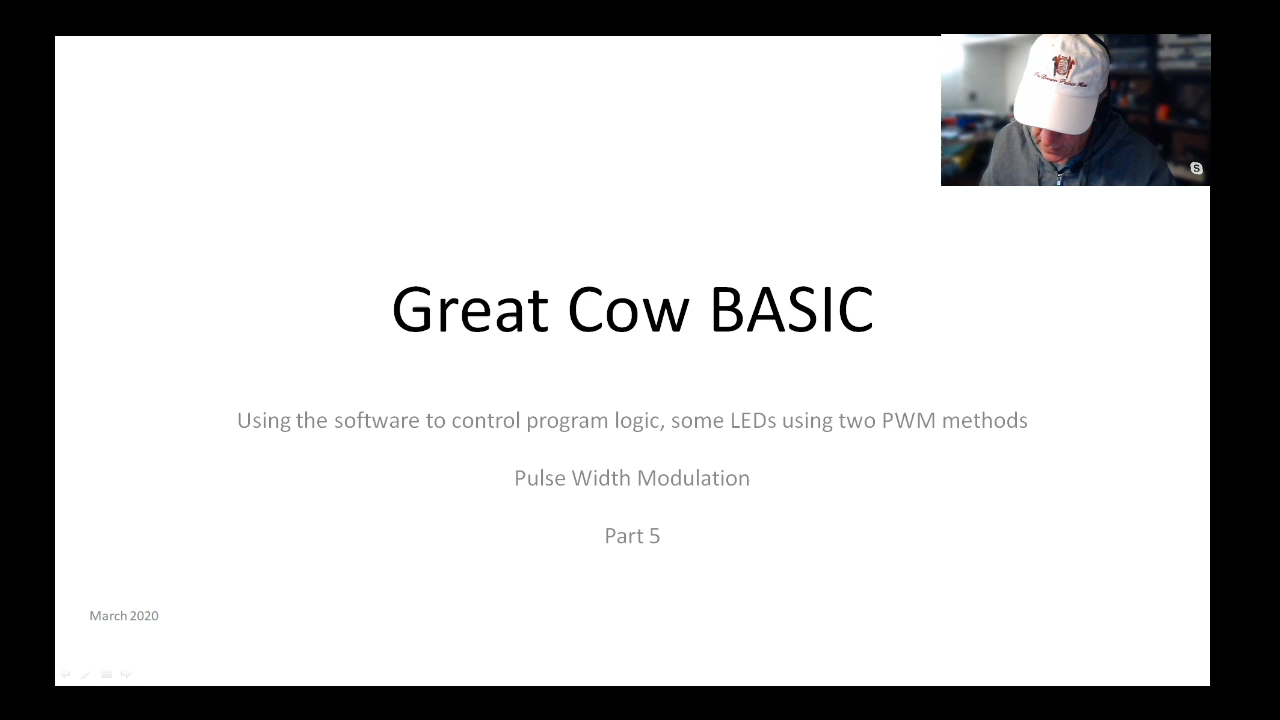 Great Cow BASIC
Using the software to control program logic, some LEDs using two PWM methods
Pulse Width Modulation
Part 5
March 2020